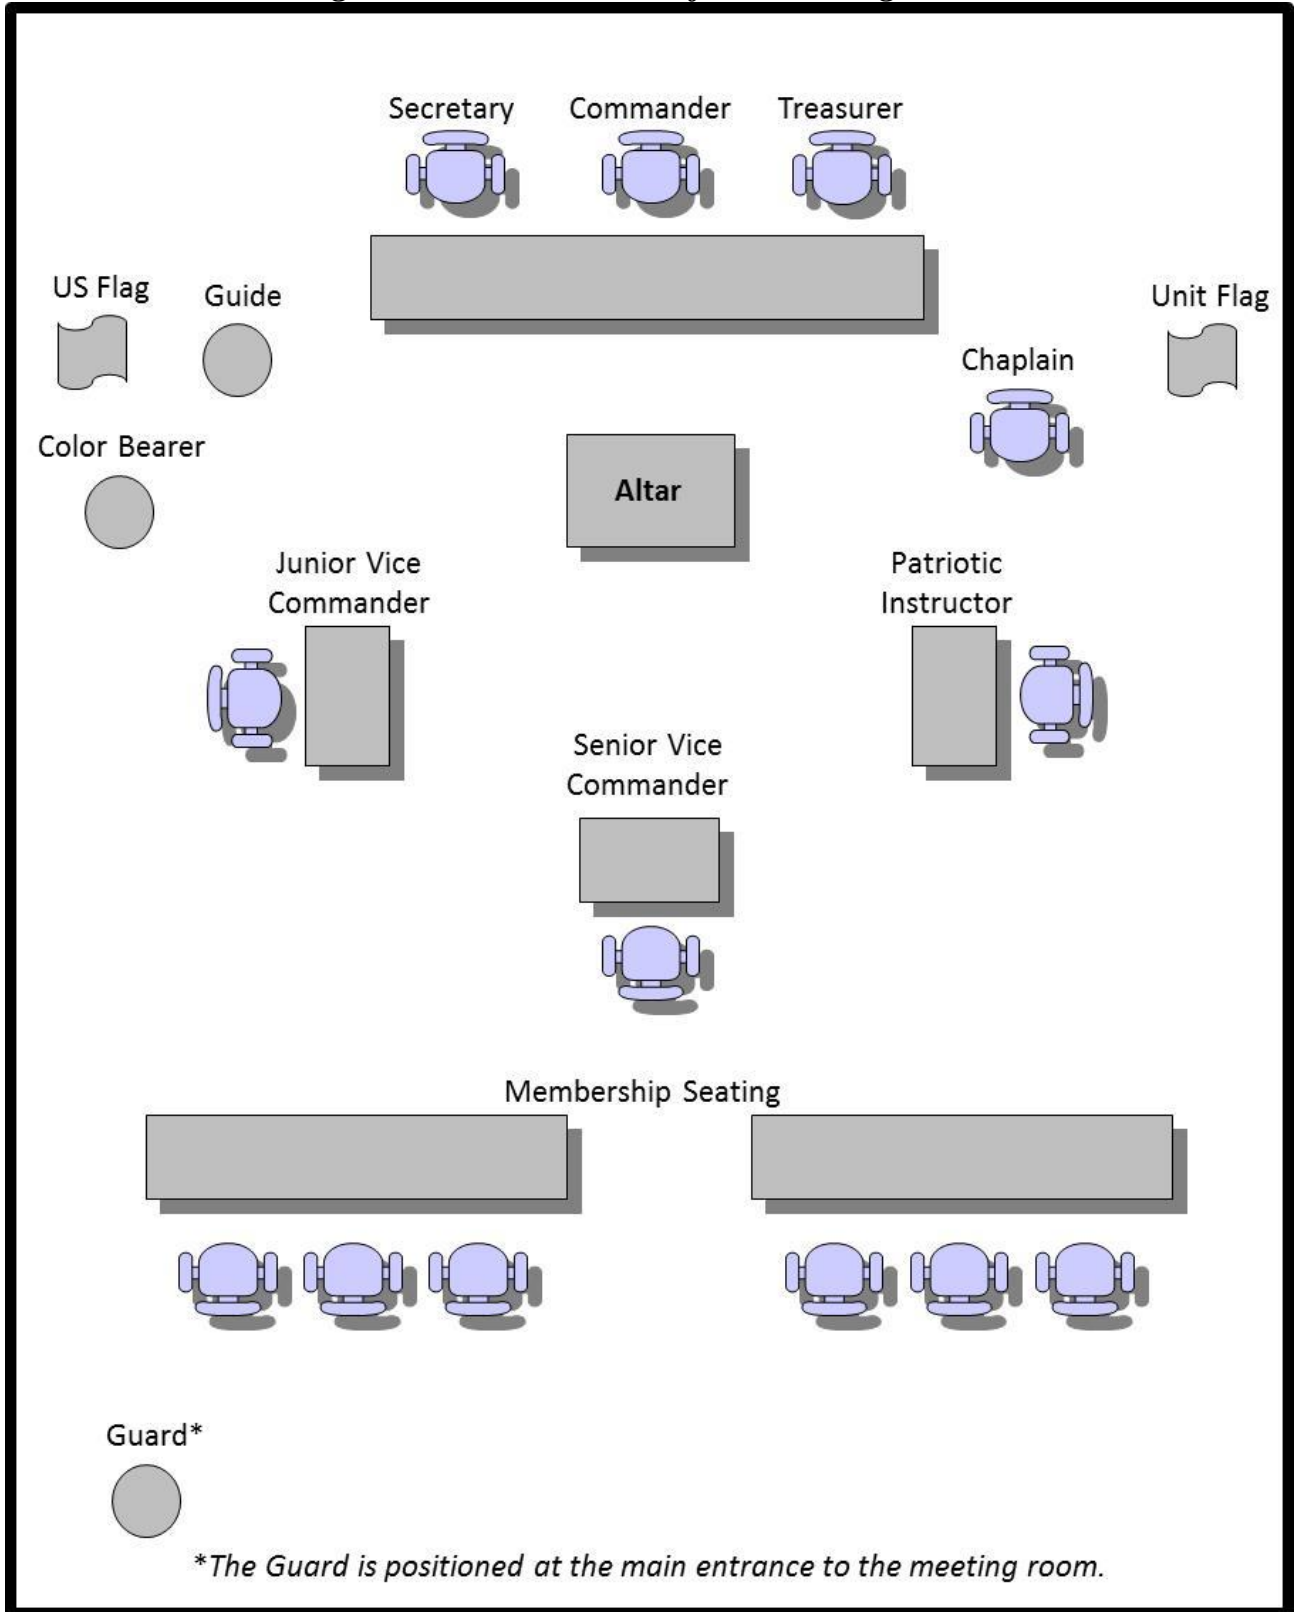 Secretary Commander Treasurer
US Flag
Guide
Unit Flag
Chaplain
Color Bearer
Altar
Junior Vice
Commander
Patriotic
Instructor
Senior Vice
Commander
Membership Seating
Guard*
*The Guard is positioned at the main entrance to the meeting room.